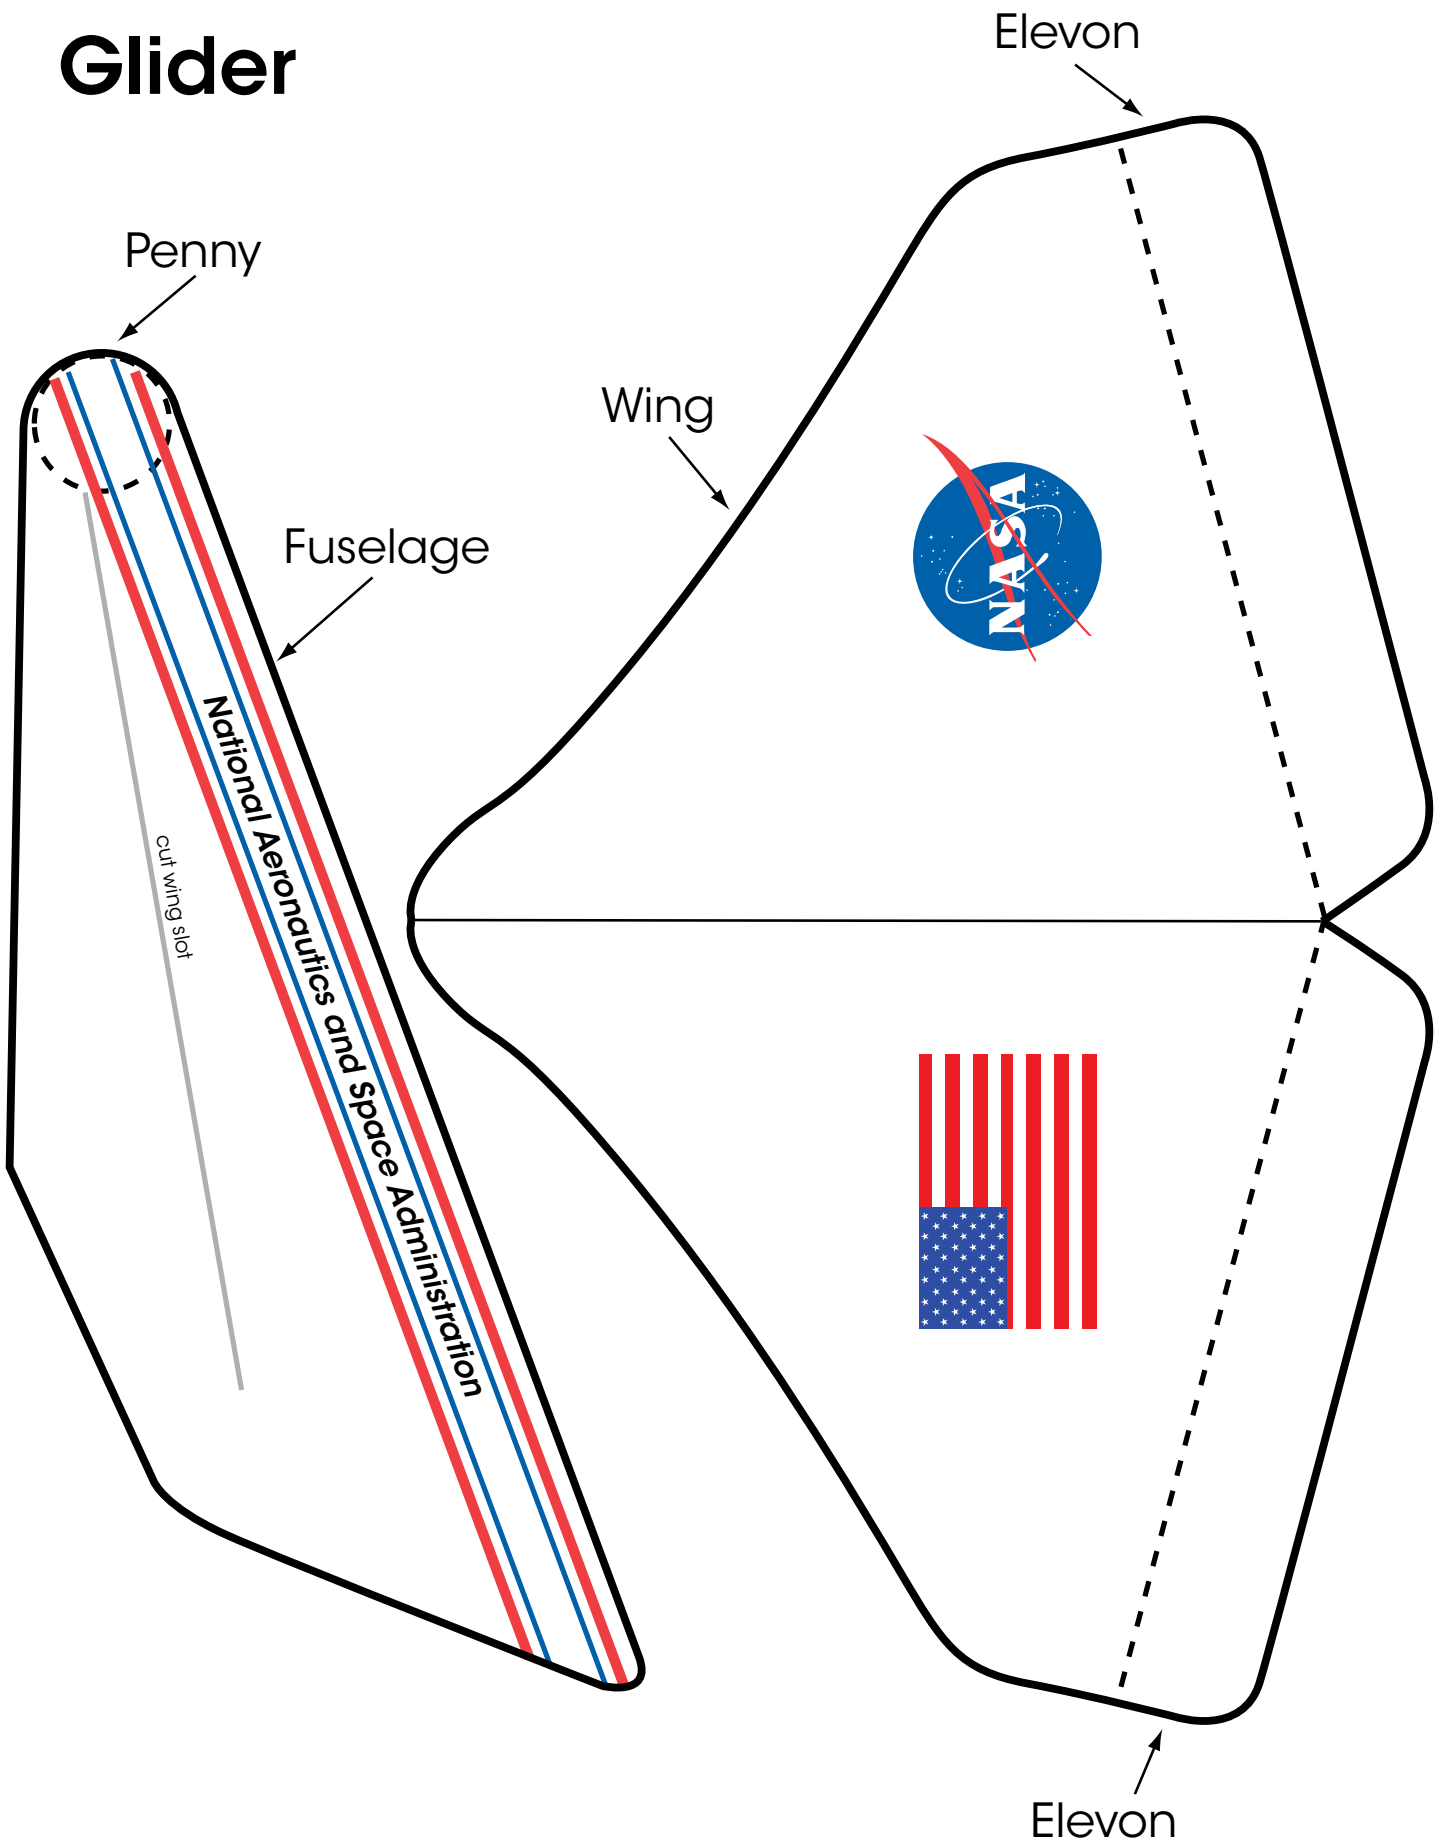 Glider
Elevon
Penny
Wing
Fuselage
NASA
National Aeronautics and Space Administration
cut wing slot
Elevon